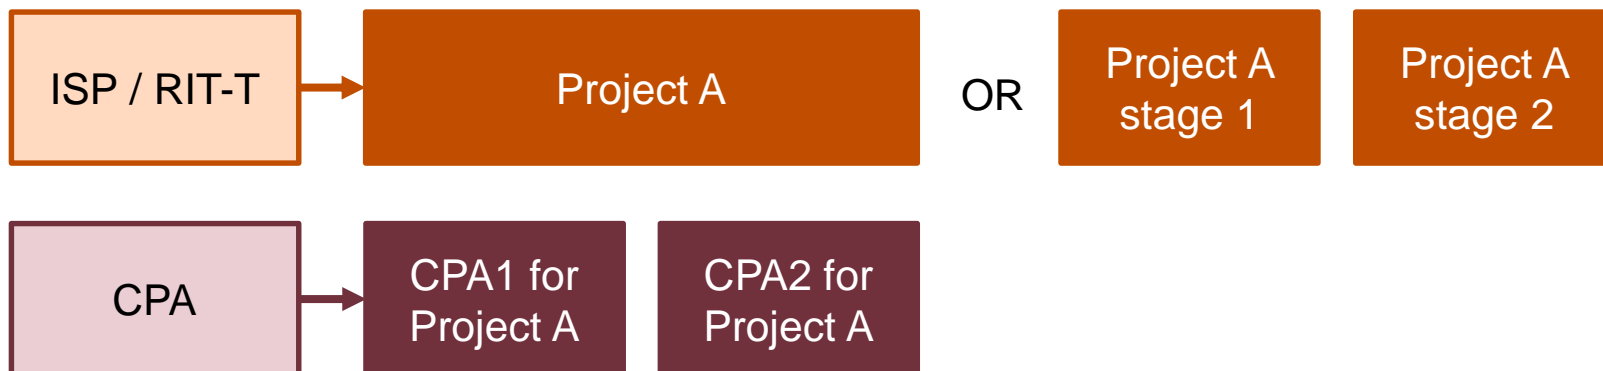 ISP / RIT-T
Project A
OR
Project A
stage 1
Project A
stage 2
CPA
CPA1 for
Project A
CPA2 for
Project A